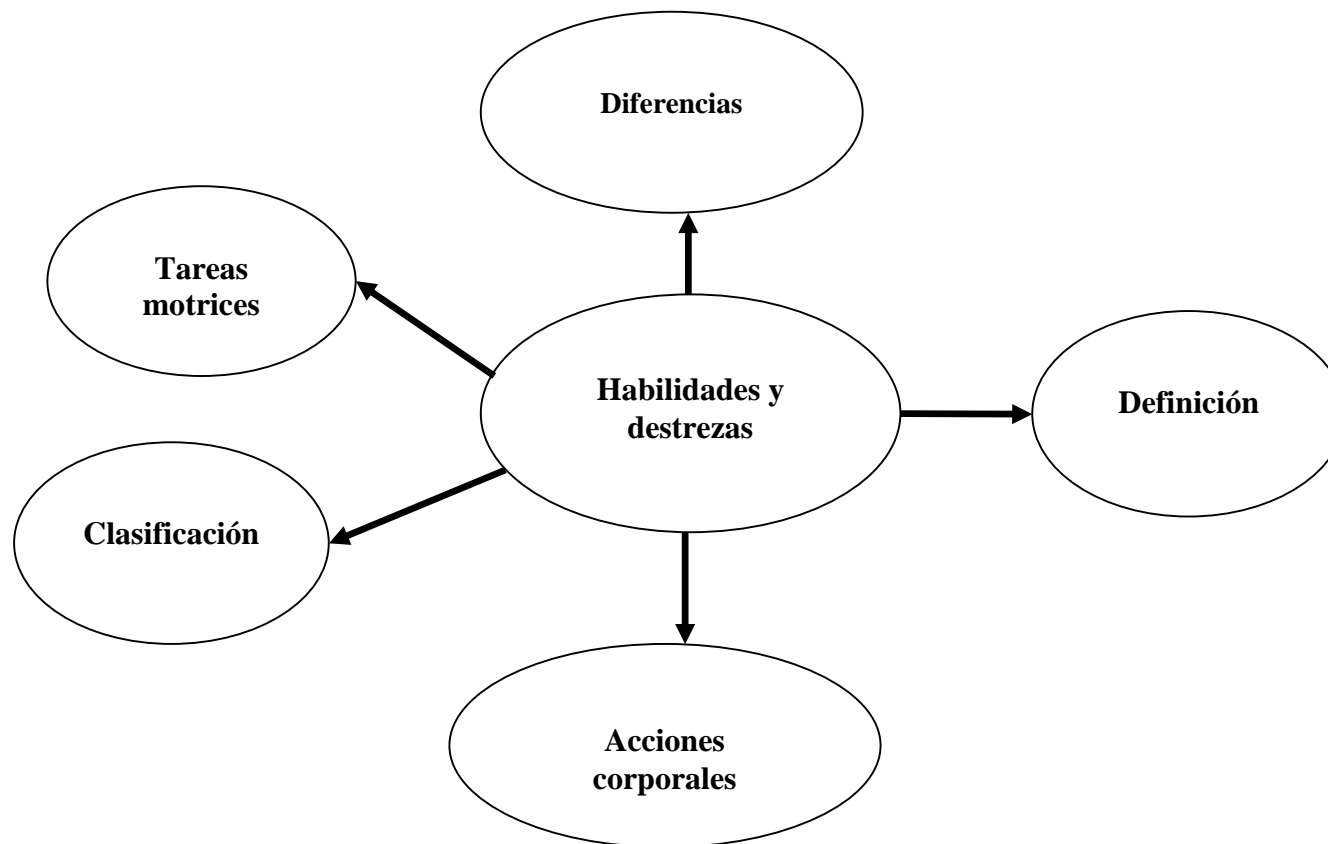 Diferencias
Tareas
motrices
Habilidades y
destrezas
Definición
Clasificación
Acciones
corporales